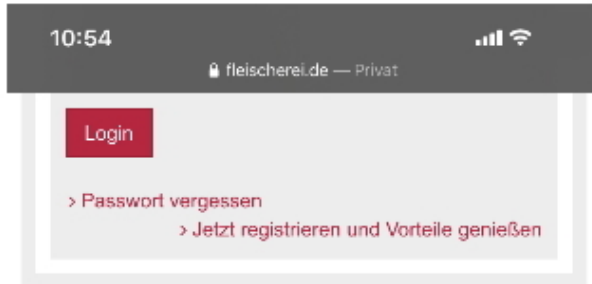 10:54
fleischerei.de — Privat
Login
> Passwort vergessen
> Jetzt registrieren und Vorteile genießen